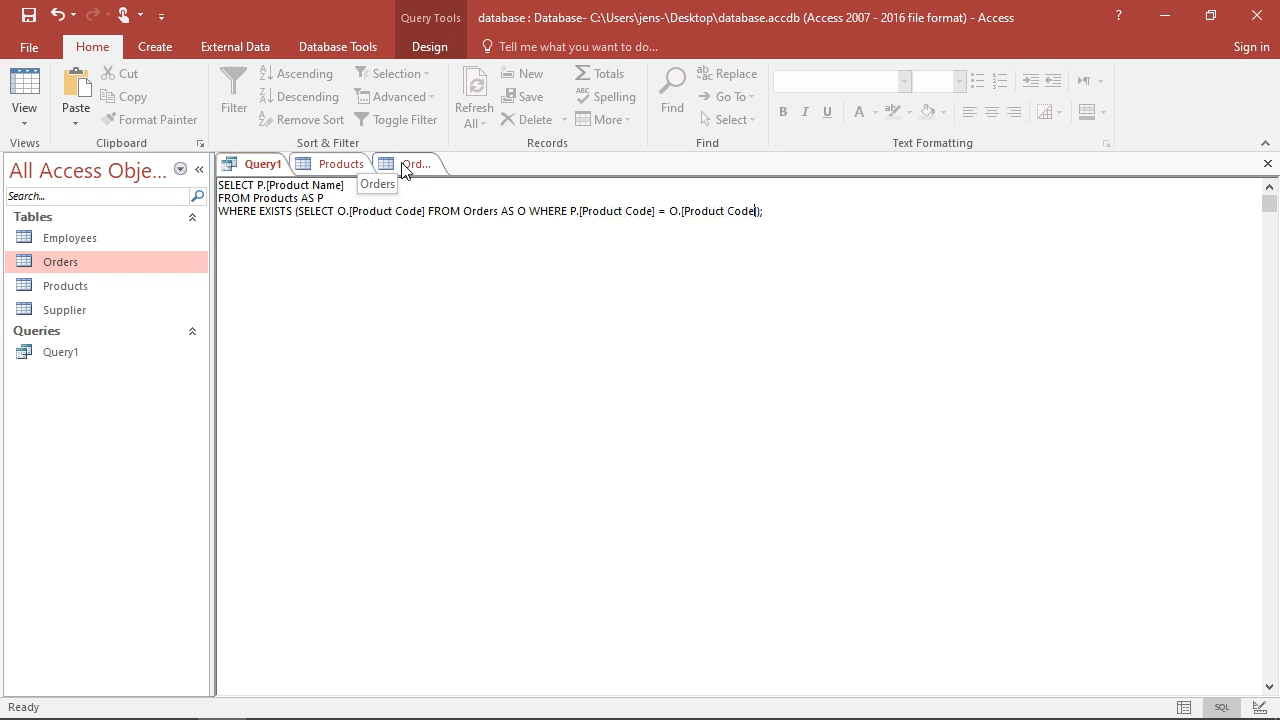 Query Tools
database : Database- C:\Users\jens-\Desktop\database.accdb (Access 2007 - 2016 file format) - Access
?
File
Home
Create
External Data
Database Tools
Design
Tell me what you want to do...
Sign in
View
Views
Paste
Cut
Copy
Format Painter
Clipboard
Filter
Ascending
Descending
Remove Sort
Selection
Advanced
Toggle Filter
Sort & Filter
Refresh
All
New
Save
Delete
Totals
Spelling
More
Records
Find
Replace
Go To
Select
Find
B I U
A
Text Formatting
All Access Obje...
Search...
Tables
Employees
Orders
Products
Supplier
Queries
Query1
Query1
Products
Ord...
Orders
SELECT P.[Product Name]
FROM Products AS P
WHERE EXISTS (SELECT O.[Product Code] FROM Orders AS O WHERE P.[Product Code] = O.[Product Code]);
Ready
SQL